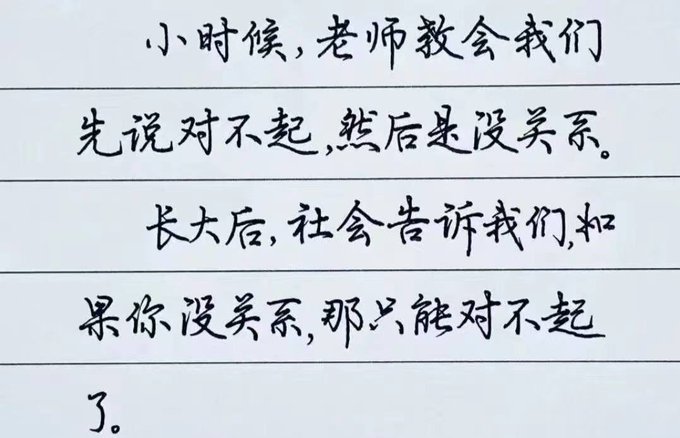 小时候,老师教会我们
先说对不起,然后是没关系。
长大后,社会告诉我们,如
果你没关系,那只能对不起
了。